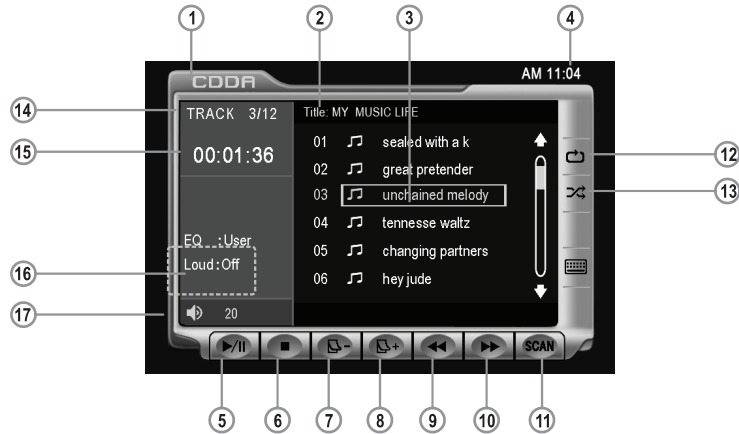 1 2 3 4
CDDA AM 11:04
14 TRACK 3/12 Title: MY MUSIC LIFE
15 00:01:36
01 sealed with a k
02 great pretender
03 unchained melody
04 tennesse waltz
05 changing partners
06 hey jude
12
13
EQ :User
16 Loud:Off
17 20
- + SCAN
5 6 7 8 9 10 11